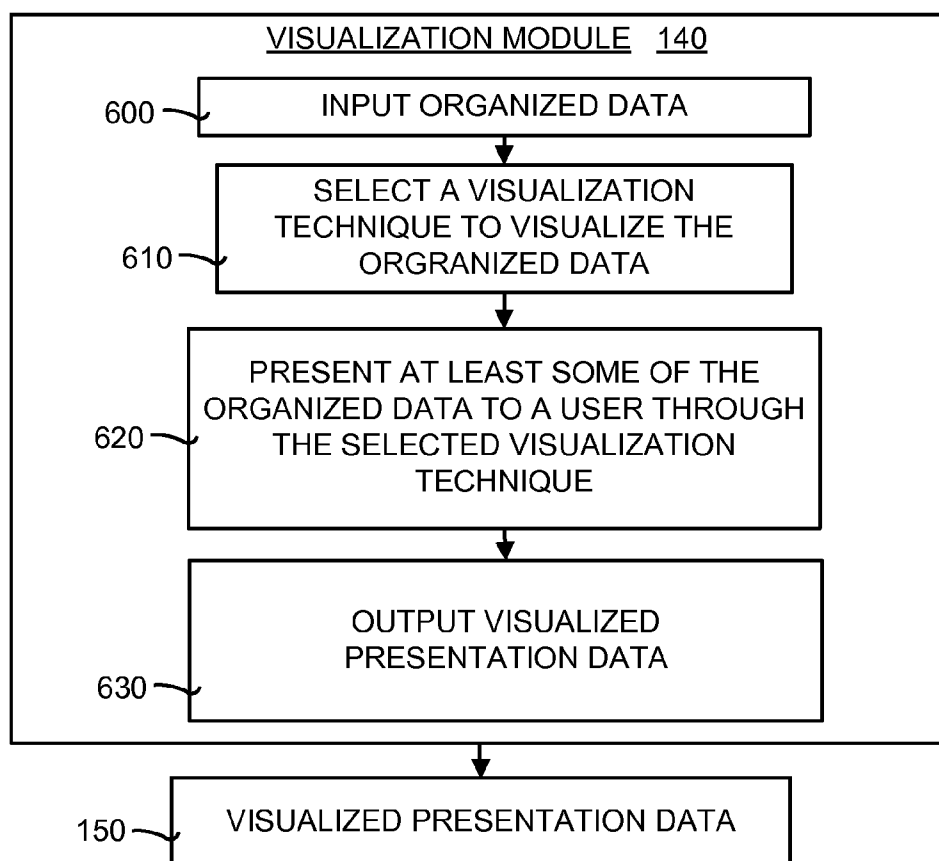 VISUALIZATION MODULE 140
600
INPUT ORGANIZED DATA
610
SELECT A VISUALIZATION
TECHNIQUE TO VISUALIZE THE
ORGRANIZED DATA
620
PRESENT AT LEAST SOME OF THE
ORGANIZED DATA TO A USER THROUGH
THE SELECTED VISUALIZATION
TECHNIQUE
630
OUTPUT VISUALIZED
PRESENTATION DATA
150
VISUALIZED PRESENTATION DATA